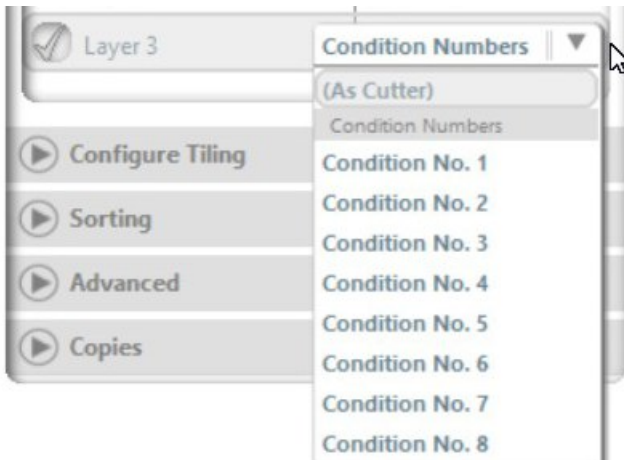 Layer 3
Condition Numbers
(As Cutter)
Condition Numbers
Condition No. 1
Condition No. 2
Condition No. 3
Condition No. 4
Condition No. 5
Condition No. 6
Condition No. 7
Condition No. 8
Configure Tiling
Sorting
Advanced
Copies